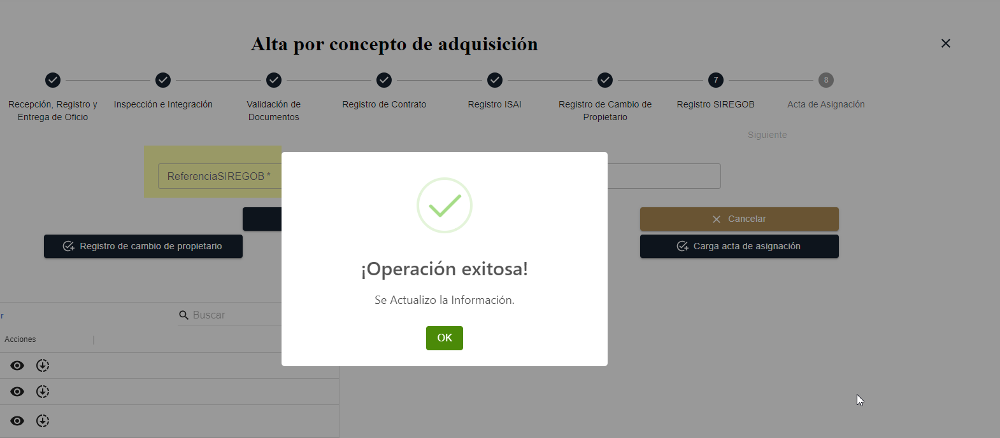 Alta por concepto de adquisición
7
8
Recepción, Registro y
Entrega de Oficio
Inspección e Integración
Validación de
Documentos
Registro de Contrato
Registro ISAI
Registro de Cambio de
Propietario
Registro SIREGOB
Acta de Asignación
Siguiente
ReferenciaSIREGOB *
Cancelar
Registro de cambio de propietario
Carga acta de asignación
¡Operación exitosa!
Se Actualizo la Información.
OK
r
Buscar
Acciones